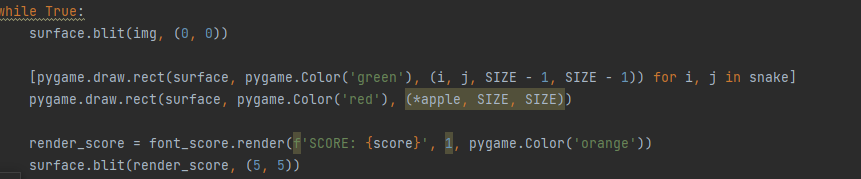 while True:
surface.blit(img, (0, 0))
[pygame.draw.rect(surface, pygame.Color('green'), (i, j, SIZE - 1, SIZE - 1)) for i, j in snake]
pygame.draw.rect(surface, pygame.Color('red'), (*apple, SIZE, SIZE))
render_score = font_score.render(f'SCORE: {score}', 1, pygame.Color('orange'))
surface.blit(render_score, (5, 5))